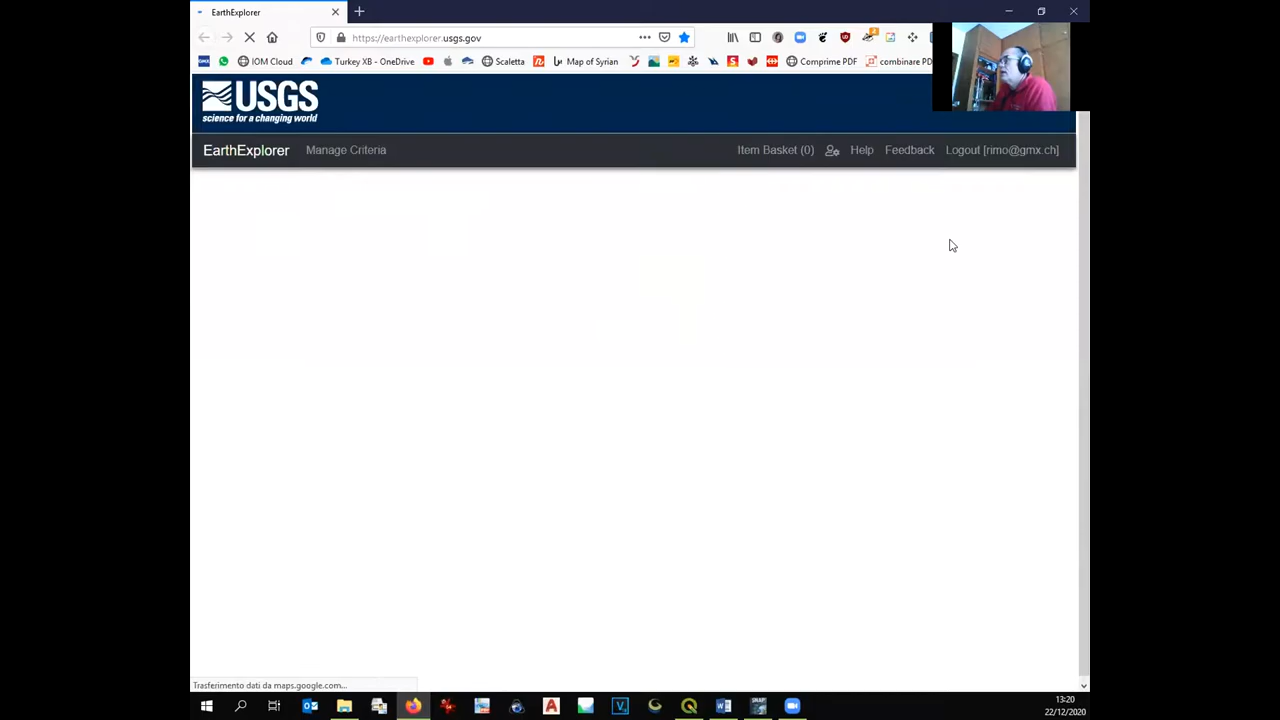 EarthExplorer
https://earthexplorer.usgs.gov
IOM Cloud
Turkey XB - OneDrive
Scaletta
Map of Syrian
Comprime PDF
combinare PD
USGS
science for a changing world
EarthExplorer
Manage Criteria
Item Basket (0)
Help
Feedback
Logout [rimo@gmx.ch]
Trasferimento dati da maps.google.com...
13:20
22/12/2020